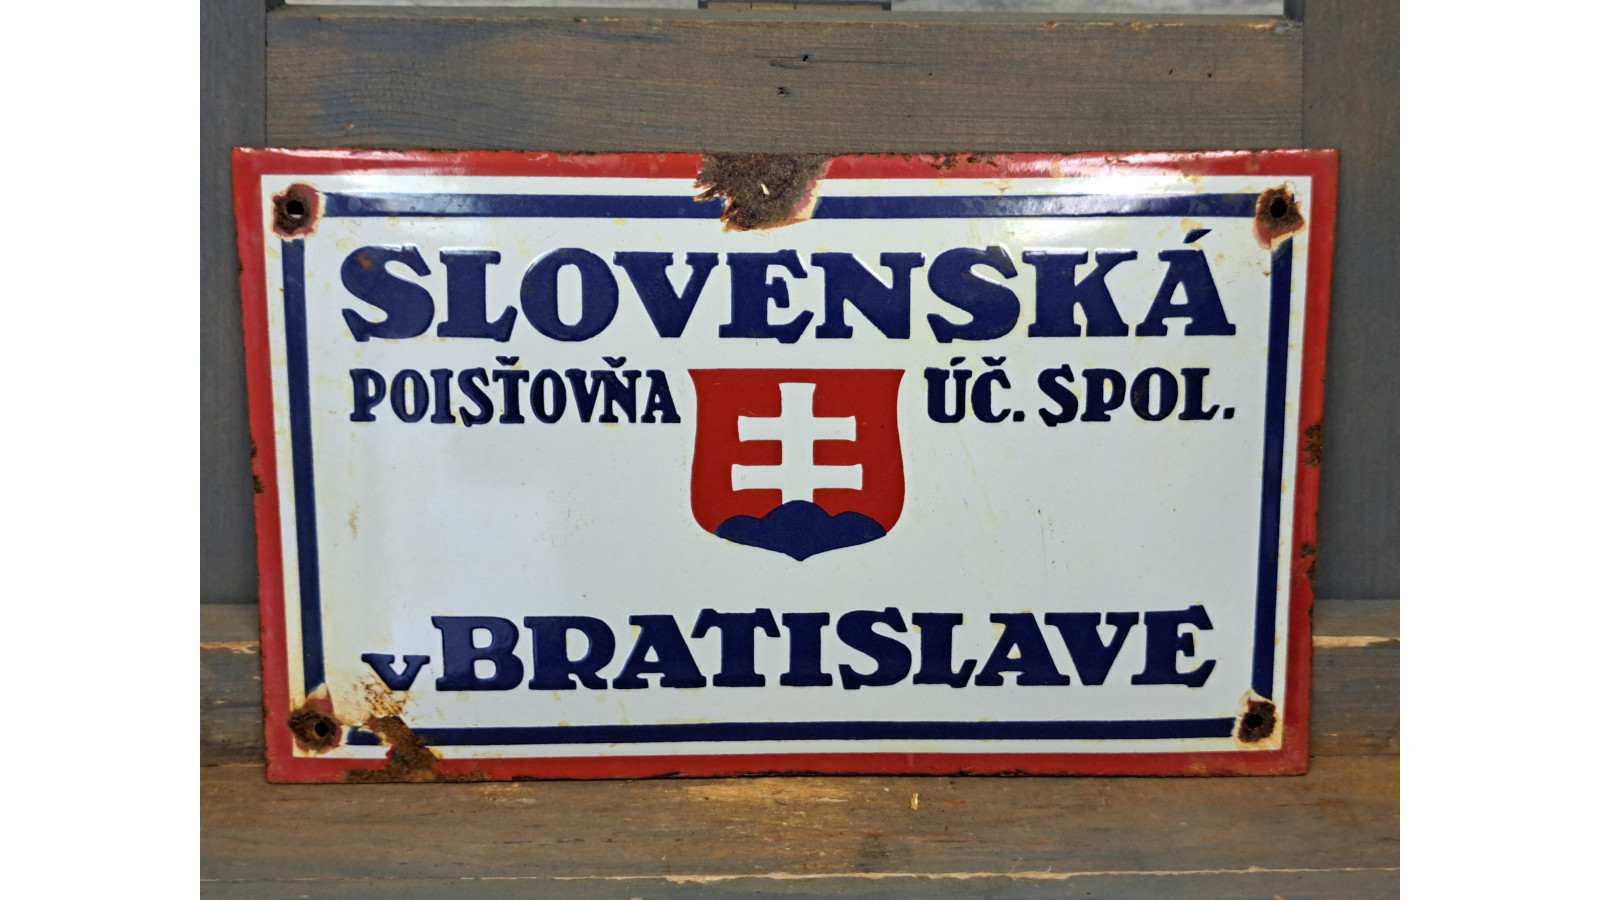 SLOVENSKÁ
POISŤOVŇA ÚČ. SPOL.
v BRATISLAVE